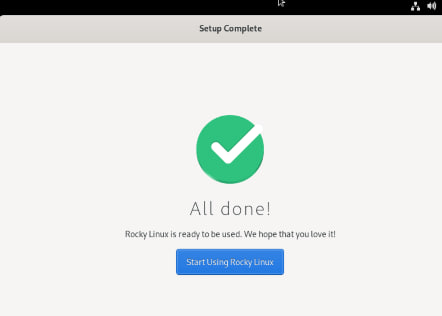 Setup Complete
All done!
Rocky Linux is ready to be used. We hope that you love it!
Start Using Rocky Linux